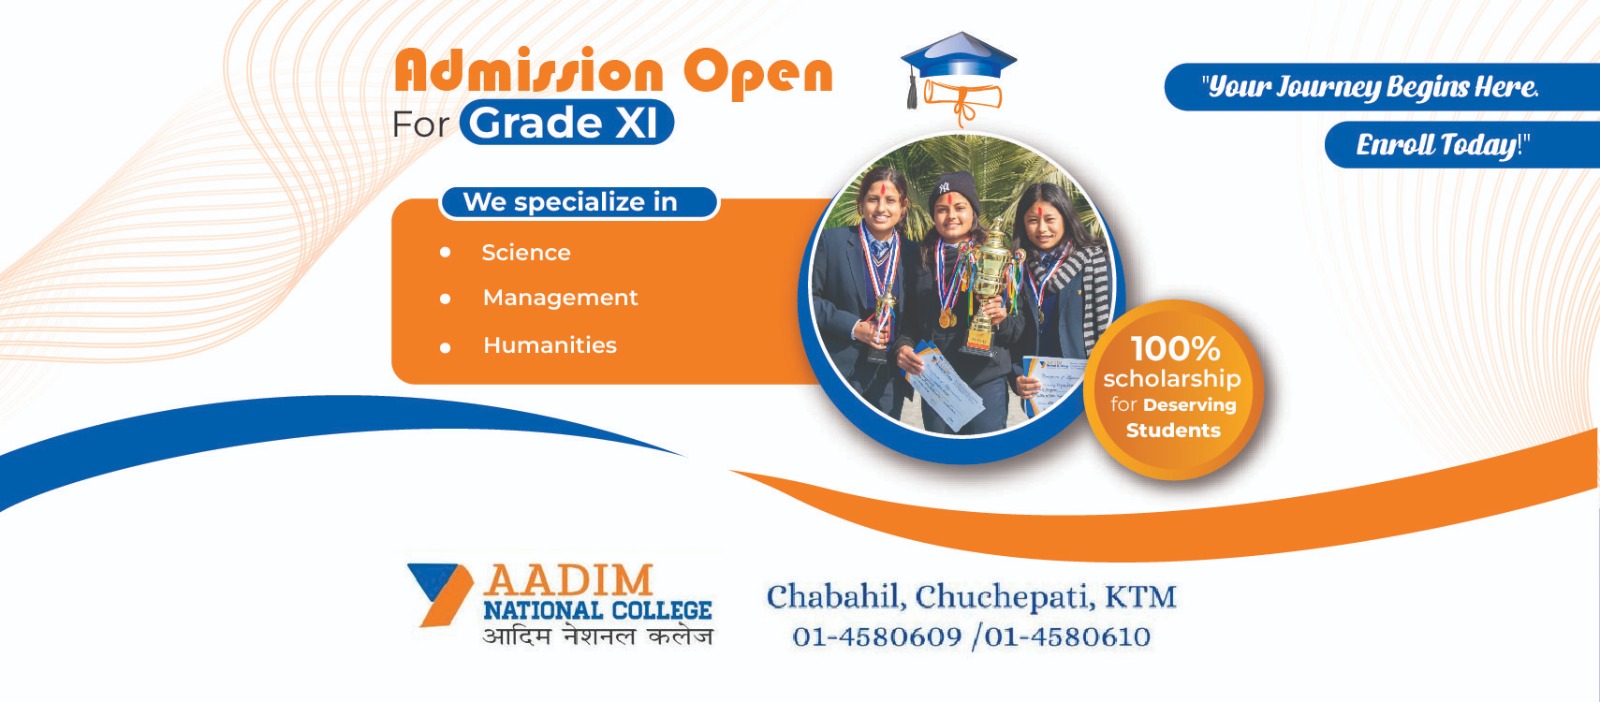 Admission Open
For Grade XI
"Your Journey Begins Here.
Enroll Today!"
We specialize in
Science
Management
Humanities
100%
scholarship
for Deserving
Students
AADIM
NATIONAL COLLEGE
आदिम नेशनल कलेज
Chabahil, Chuchepati, KTM
01-4580609 /01-4580610